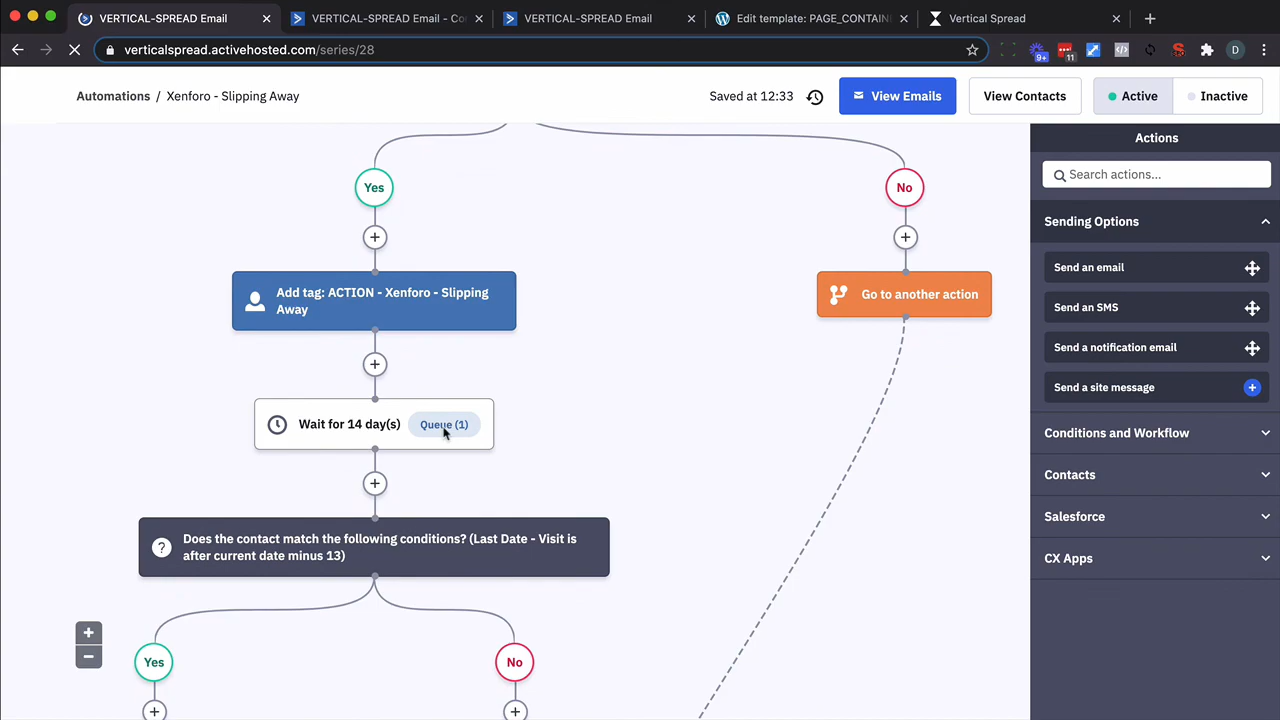 VERTICAL-SPREAD Email
VERTICAL-SPREAD Email - Co
VERTICAL-SPREAD Email
Edit template: PAGE_CONTAIN
Vertical Spread
verticalspread.activehosted.com/series/28
9+
11
S
D
Automations / Xenforo - Slipping Away
Saved at 12:33
View Emails
View Contacts
Active
Inactive
Yes
No
Add tag: ACTION - Xenforo - Slipping
Away
Go to another action
Wait for 14 day(s)
Queue (1)
Does the contact match the following conditions? (Last Date - Visit is
after current date minus 13)
Yes
No
Actions
Search actions...
Sending Options
Send an email
Send an SMS
Send a notification email
Send a site message
Conditions and Workflow
Contacts
Salesforce
CX Apps